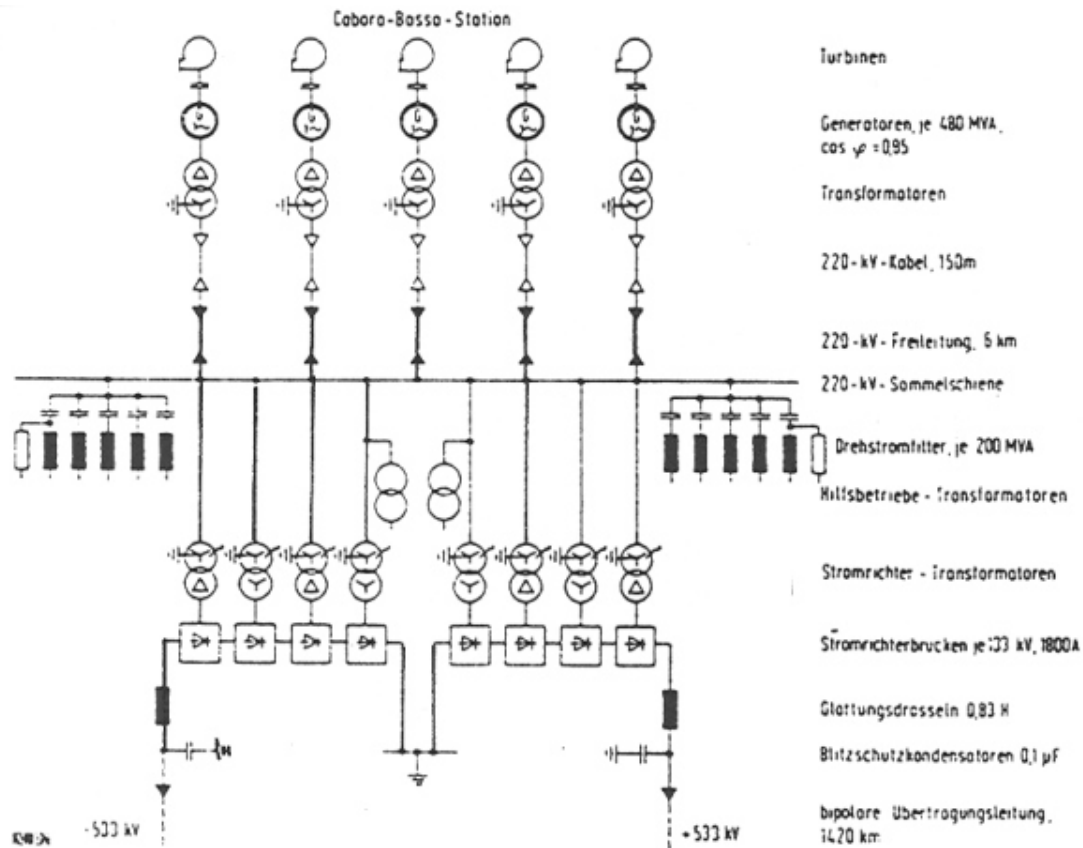 Cabora-Bassa-Station
Turbinen
Generatoren, je 480 MVA,
cos φ = 0,95
Transformatoren
220-kV-Kabel, 150m
220-kV-Freileitung, 6 km
220-kV-Sammelschiene
Drehstromfilter, je 200 MVA
Hilfsbetriebe-Transformatoren
Stromrichter-Transformatoren
Stromrichterbrücken je 133 kV, 1800A
Glättungsdrosseln 0,83 H
Blitzschutzkondensatoren 0,1 µF
bipolare Übertragungsleitung,
1420 km
-533 kV
+533 kV